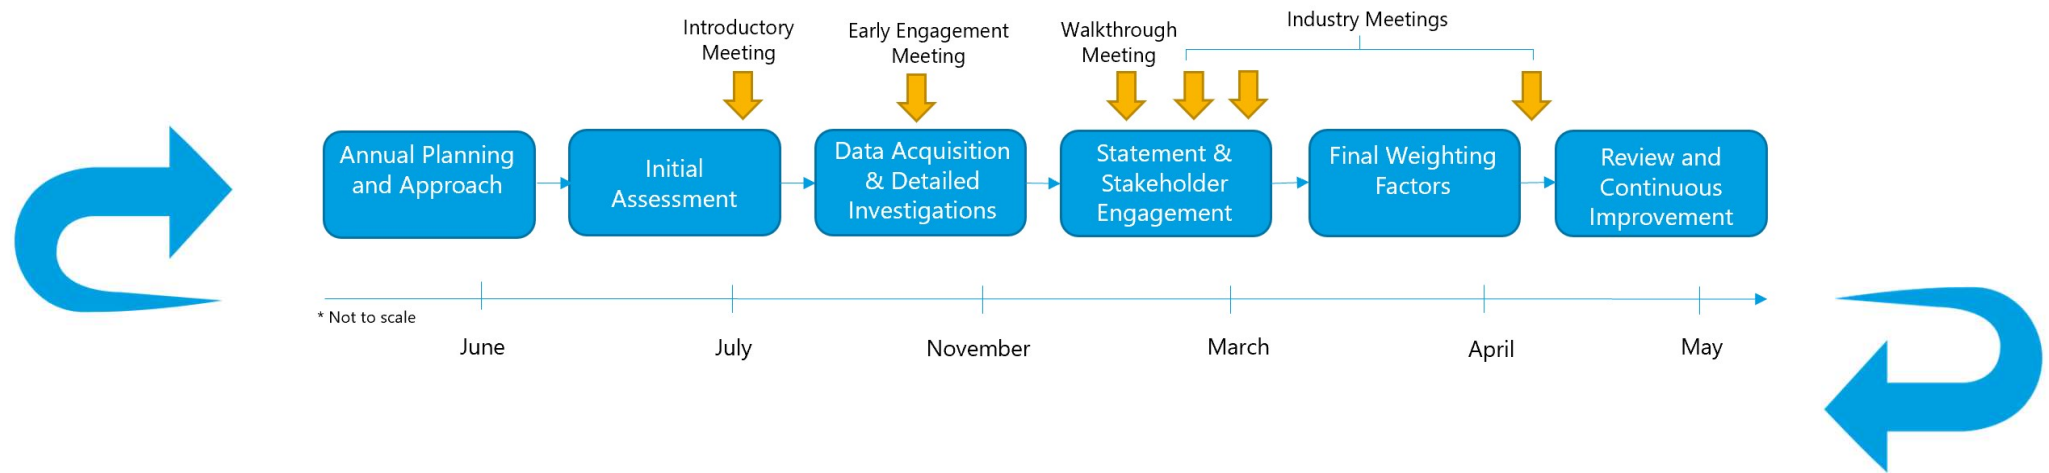 Introductory
Meeting
Early Engagement
Meeting
Walkthrough
Meeting
Industry Meetings
Annual Planning
and Approach
Initial
Assessment
Data Acquisition
& Detailed
Investigations
Statement &
Stakeholder
Engagement
Final Weighting
Factors
Review and
Continuous
Improvement
* Not to scale
June
July
November
March
April
May